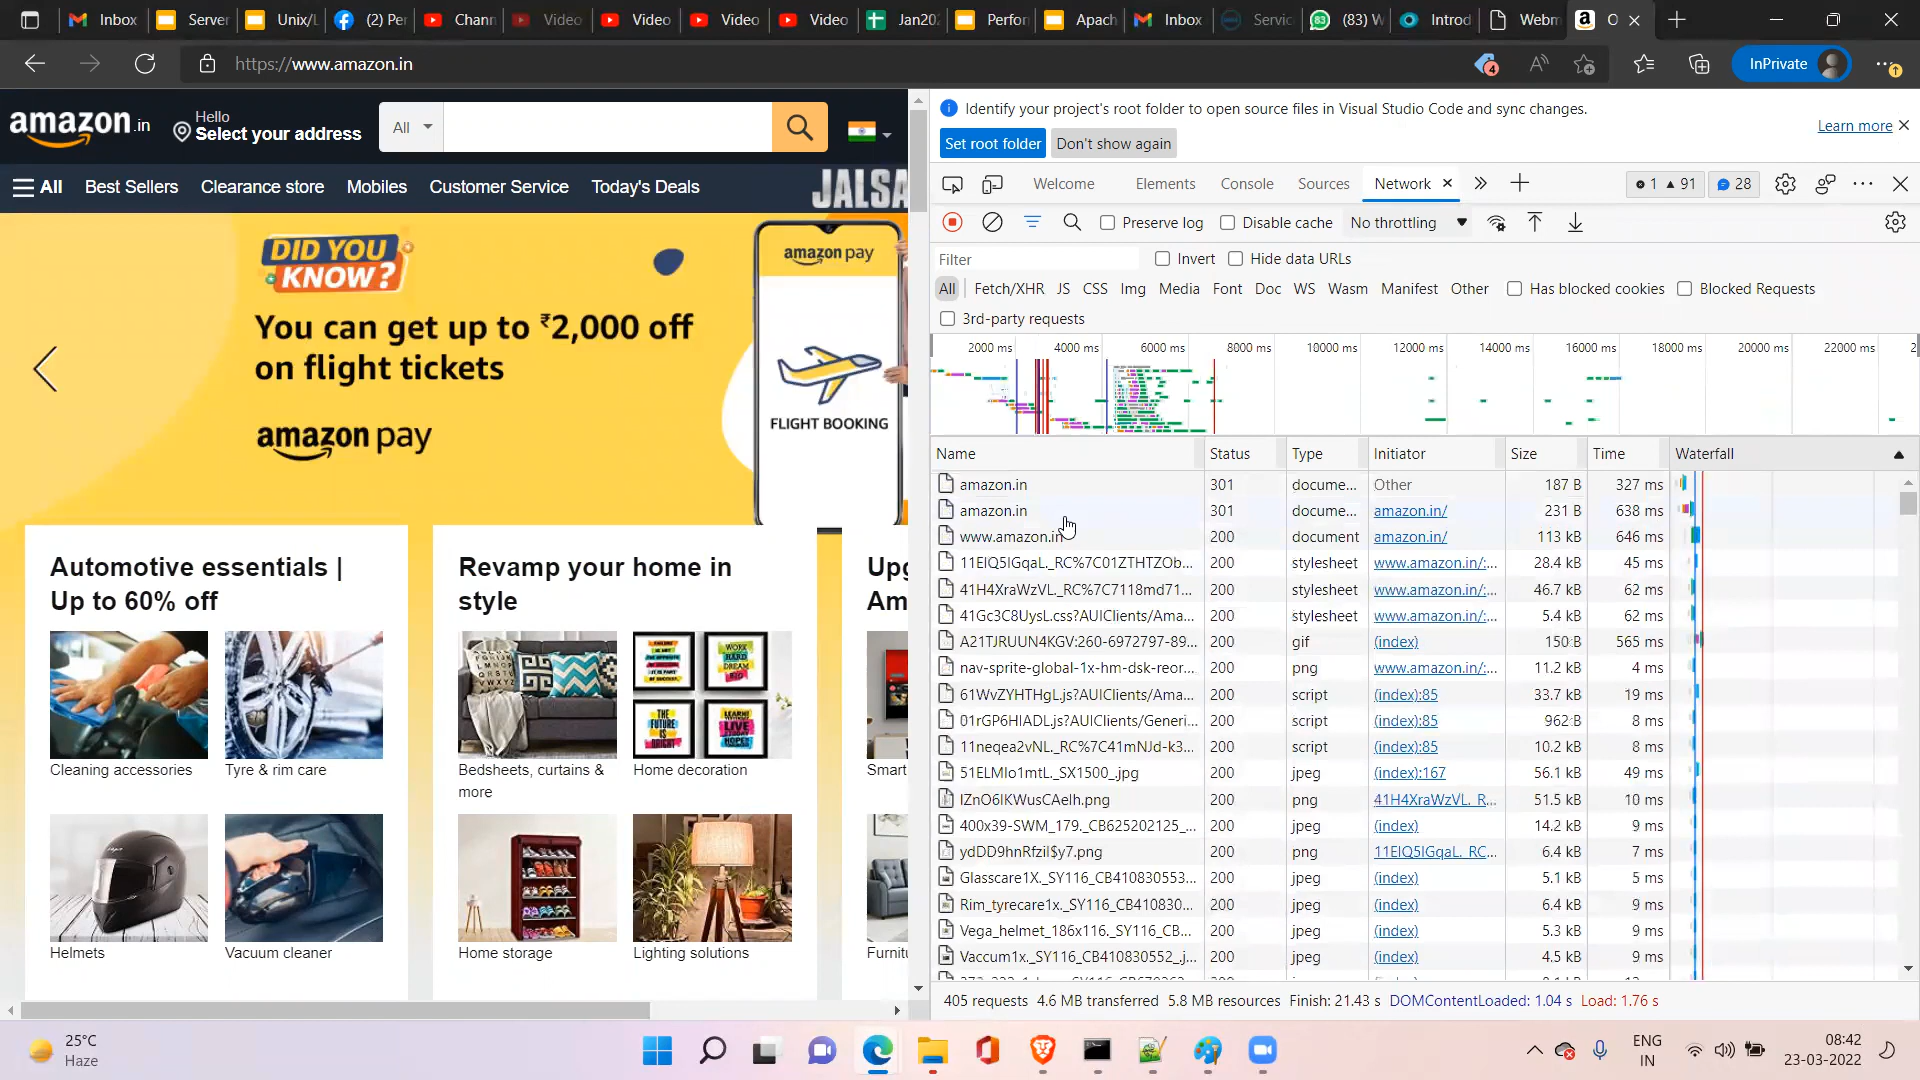 Inbox
Server
Unix/L
(2) Pe
Chann
Video
Video
Video
Video
Jan202
Perfor
Apach
Inbox
Servic
(83) W
Introd
Webm
O
https://www.amazon.in
4
InPrivate
amazon.in
Hello
Select your address
All
All
Best Sellers
Clearance store
Mobiles
Customer Service
Today's Deals
JALSA
DID YOU
KNOW?
You can get up to ₹2,000 off
on flight tickets
amazon pay
amazon pay
FLIGHT BOOKING
Automotive essentials |
Up to 60% off
Cleaning accessories
Tyre & rim care
Helmets
Vacuum cleaner
Revamp your home in
style
Bedsheets, curtains &
more
Home decoration
Home storage
Lighting solutions
Upg
Am
Smart
Furnitu
Identify your project's root folder to open source files in Visual Studio Code and sync changes.
Learn more
Set root folder
Don't show again
Welcome
Elements
Console
Sources
Network
1
91
28
Preserve log
Disable cache
No throttling
Filter
Invert
Hide data URLs
All
Fetch/XHR
JS
CSS
Img
Media
Font
Doc
WS
Wasm
Manifest
Other
Has blocked cookies
Blocked Requests
3rd-party requests
2000 ms
4000 ms
6000 ms
8000 ms
10000 ms
12000 ms
14000 ms
16000 ms
18000 ms
20000 ms
22000 ms
2
Name Status Type Initiator Size Time Waterfall
amazon.in 301 docume... Other 187 B 327 ms
amazon.in 301 docume... amazon.in/ 231 B 638 ms
www.amazon.in 200 document amazon.in/ 113 kB 646 ms
11EIQ5IGqaL._RC%7C01ZTHTZOb... 200 stylesheet www.amazon.in/:... 28.4 kB 45 ms
41H4XraWzVL._RC%7C7118md71... 200 stylesheet www.amazon.in/:... 46.7 kB 62 ms
41Gc3C8UysL.css?AUIClients/Ama... 200 stylesheet www.amazon.in/:... 5.4 kB 62 ms
A21TJRUUN4KGV:260-6972797-89... 200 gif (index) 150 B 565 ms
nav-sprite-global-1x-hm-dsk-reor... 200 png www.amazon.in/:... 11.2 kB 4 ms
61WvZYHTHgL.js?AUIClients/Ama... 200 script (index):85 33.7 kB 19 ms
01rGP6HIADL.js?AUIClients/Generi... 200 script (index):85 962 B 8 ms
11neqea2vNL._RC%7C41mNJd-k3... 200 script (index):85 10.2 kB 8 ms
51ELMIo1mtL._SX1500_.jpg 200 jpeg (index):167 56.1 kB 49 ms
IZnO6IKWusCAelh.png 200 png 41H4XraWzVL._R... 51.5 kB 10 ms
400x39-SWM_179._CB625202125_... 200 jpeg (index) 14.2 kB 9 ms
ydDD9hnRfziI$y7.png 200 png 11EIQ5IGqaL._RC... 6.4 kB 7 ms
Glasscare1X._SY116_CB410830553... 200 jpeg (index) 5.1 kB 5 ms
Rim_tyrecare1x._SY116_CB410830... 200 jpeg (index) 6.4 kB 9 ms
Vega_helmet_186x116._SY116_CB... 200 jpeg (index) 5.3 kB 9 ms
Vaccum1x._SY116_CB410830552_.j... 200 jpeg (index) 4.5 kB 9 ms
405 requests 4.6 MB transferred 5.8 MB resources Finish: 21.43 s DOMContentLoaded: 1.04 s Load: 1.76 s
25°C
Haze
ENG
IN
08:42
23-03-2022